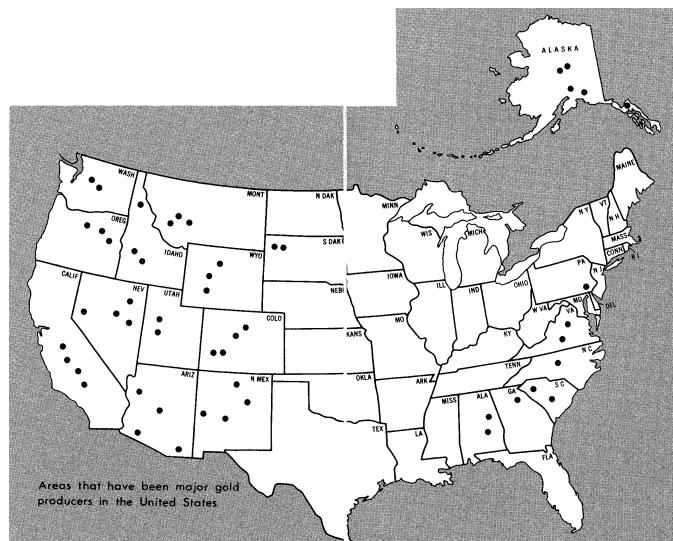 ALASKA
WASH
MONT
N DAK
MINN
MAINE
OREG
IDAHO
WYO
S DAK
WIS
MICH
N Y
VT
N H
MASS
CONN
R I
CALIF
NEV
UTAH
COLO
NEB
IOWA
ILL
IND
OHIO
PA
N J
MD
DEL
W VA
VA
KANS
MO
KY
N C
TENN
ARIZ
N MEX
OKLA
ARK
S C
MISS
ALA
GA
TEX
LA
FLA
Areas that have been major gold
producers in the United States